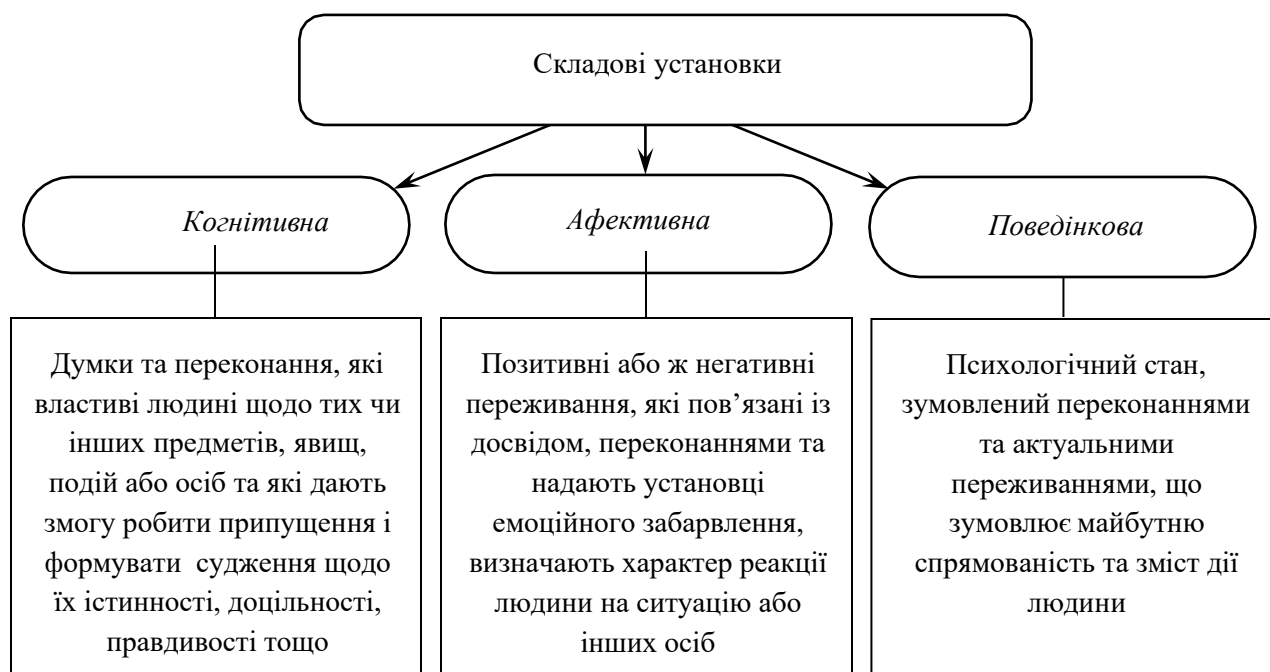 Складові установки
Когнітивна
Афективна
Поведінкова
Думки та переконання, які
властиві людині щодо тих чи
інших предметів, явищ,
подій або осіб та які дають
змогу робити припущення і
формувати  судження щодо
їх істинності, доцільності,
правдивості тощо
Позитивні або ж негативні
переживання, які пов’язані із
досвідом, переконаннями та
надають установці
емоційного забарвлення,
визначають характер реакції
людини на ситуацію або
інших осіб
Психологічний стан,
зумовлений переконаннями
та актуальними
переживаннями, що
зумовлює майбутню
спрямованість та зміст дії
людини